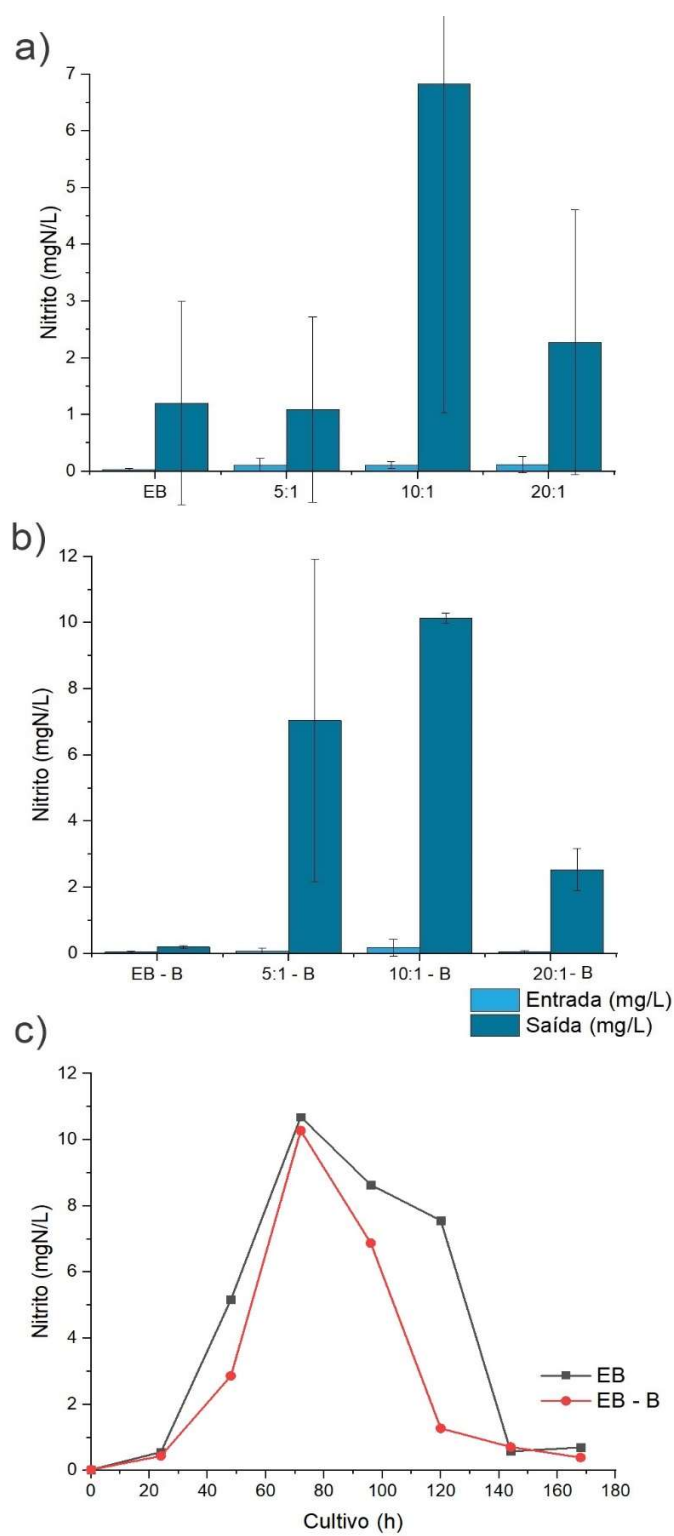 a)
7
6
5
4
3
2
1
0
Nitrito (mgN/L)
EB 5:1 10:1 20:1
b)
12
10
8
6
4
2
0
Nitrito (mgN/L)
EB - B 5:1 - B 10:1 - B 20:1- B
Entrada (mg/L)
Saída (mg/L)
c)
12
10
8
6
4
2
0
Nitrito (mgN/L)
EB
EB - B
0 20 40 60 80 100 120 140 160 180
Cultivo (h)